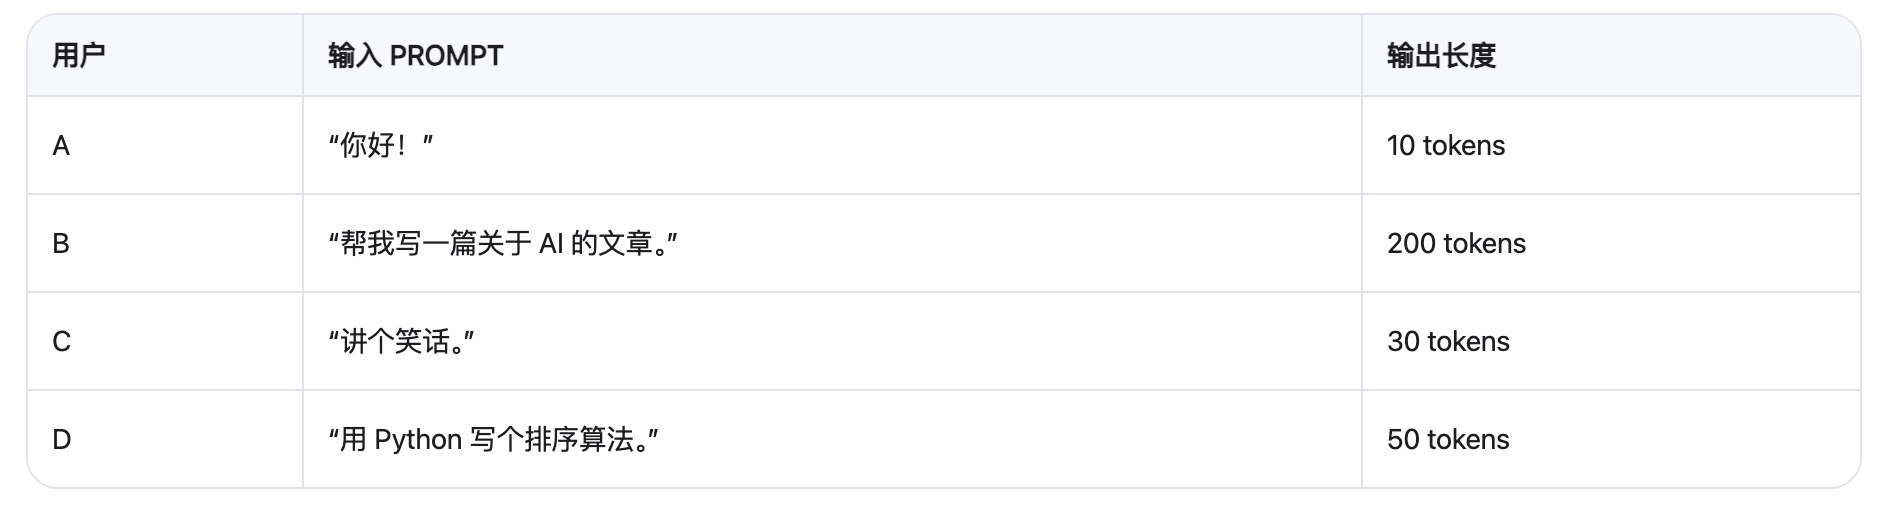 用户 输入 PROMPT 输出长度
A “你好！” 10 tokens
B “帮我写一篇关于 AI 的文章。” 200 tokens
C “讲个笑话。” 30 tokens
D “用 Python 写个排序算法。” 50 tokens